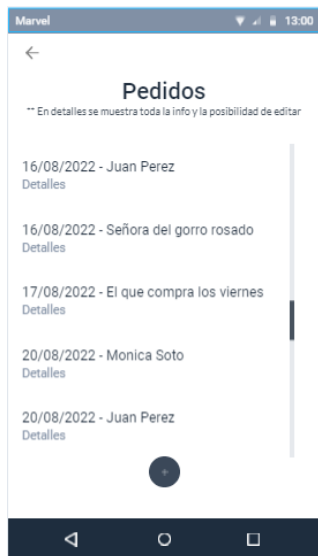 Marvel 13:00
Pedidos
** En detalles se muestra toda la info y la posibilidad de editar
16/08/2022 - Juan Perez
Detalles
16/08/2022 - Señora del gorro rosado
Detalles
17/08/2022 - El que compra los viernes
Detalles
20/08/2022 - Monica Soto
Detalles
20/08/2022 - Juan Perez
Detalles
+